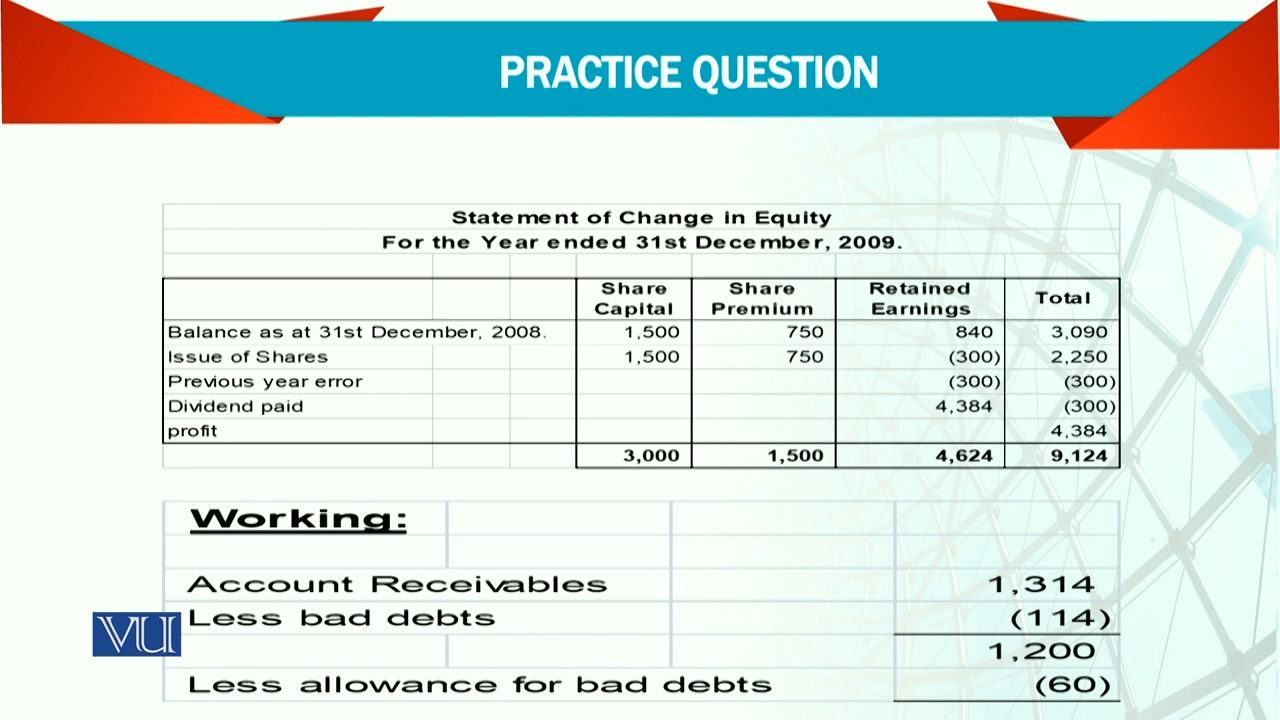 PRACTICE QUESTION
Statement of Change in Equity
For the Year ended 31st December, 2009.
Share Capital Share Premium Retained Earnings Total
Balance as at 31st December, 2008. 1,500 750 840 3,090
Issue of Shares 1,500 750 (300) 2,250
Previous year error (300) (300)
Dividend paid 4,384 (300)
profit 4,384
3,000 1,500 4,624 9,124
Working:
Account Receivables 1,314
Less bad debts (114)
1,200
Less allowance for bad debts (60)
VU